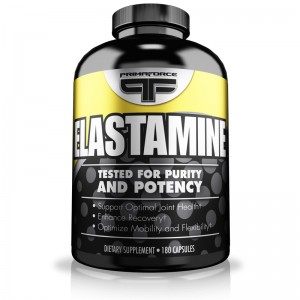 PRIMAFORCE
ELASTAMINE
TESTED FOR PURITY
AND POTENCY
• Support Optimal Joint Health†
• Enhance Recovery†
• Optimize Mobility and Flexibility†
DIETARY SUPPLEMENT • 180 CAPSULES